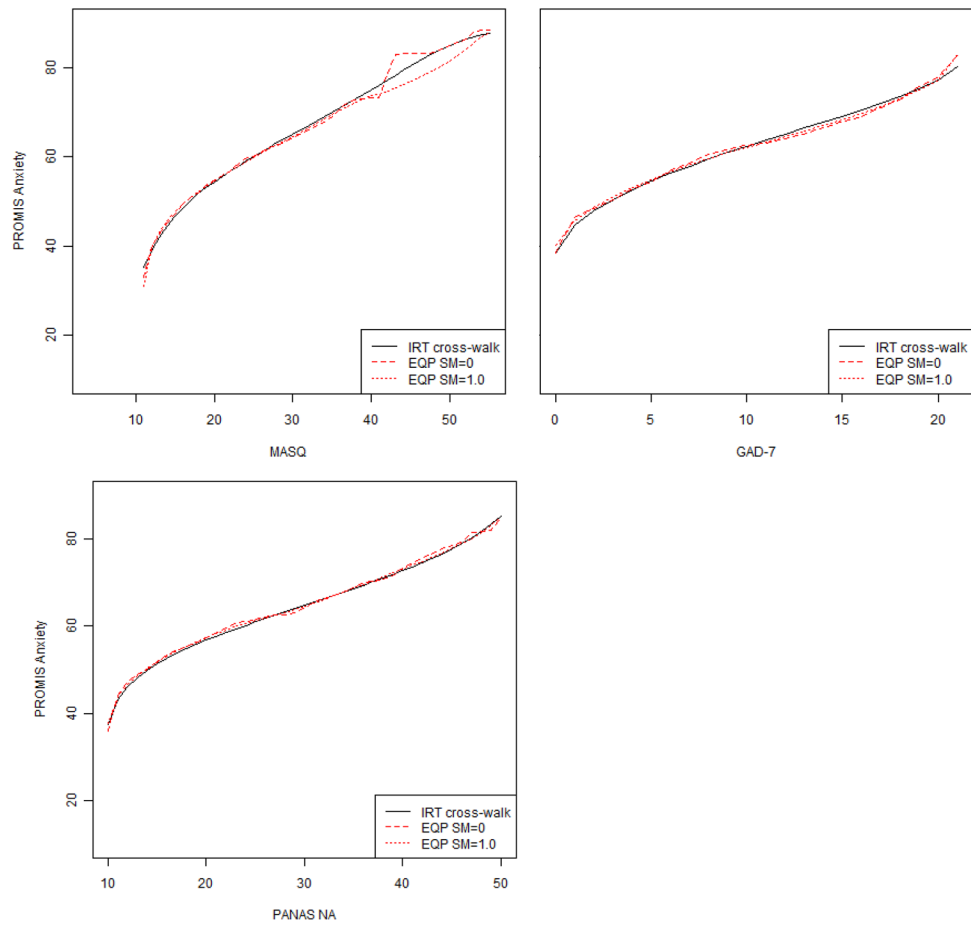 PROMIS Anxiety
80
60
40
20
IRT cross-walk
EQP SM=0
EQP SM=1.0
10 20 30 40 50
MASQ
IRT cross-walk
EQP SM=0
EQP SM=1.0
0 5 10 15 20
GAD-7
PROMIS Anxiety
80
60
40
20
IRT cross-walk
EQP SM=0
EQP SM=1.0
10 20 30 40 50
PANAS NA